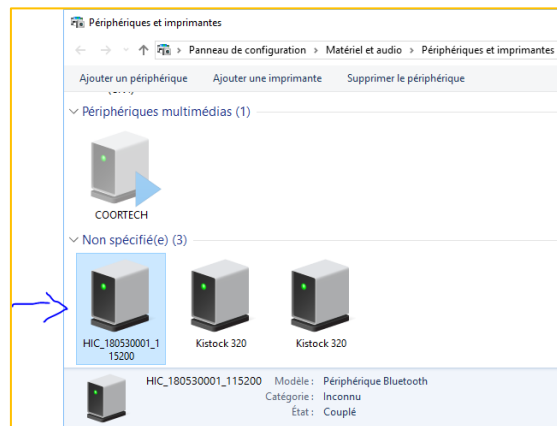 Périphériques et imprimantes
Panneau de configuration › Matériel et audio › Périphériques et imprimantes
Ajouter un périphérique Ajouter une imprimante Supprimer le périphérique
Périphériques multimédias (1)
COORTECH
Non spécifié(e) (3)
HIC_180530001_1
15200
Kistock 320
Kistock 320
HIC_180530001_115200 Modèle : Périphérique Bluetooth
Catégorie : Inconnu
État : Couplé